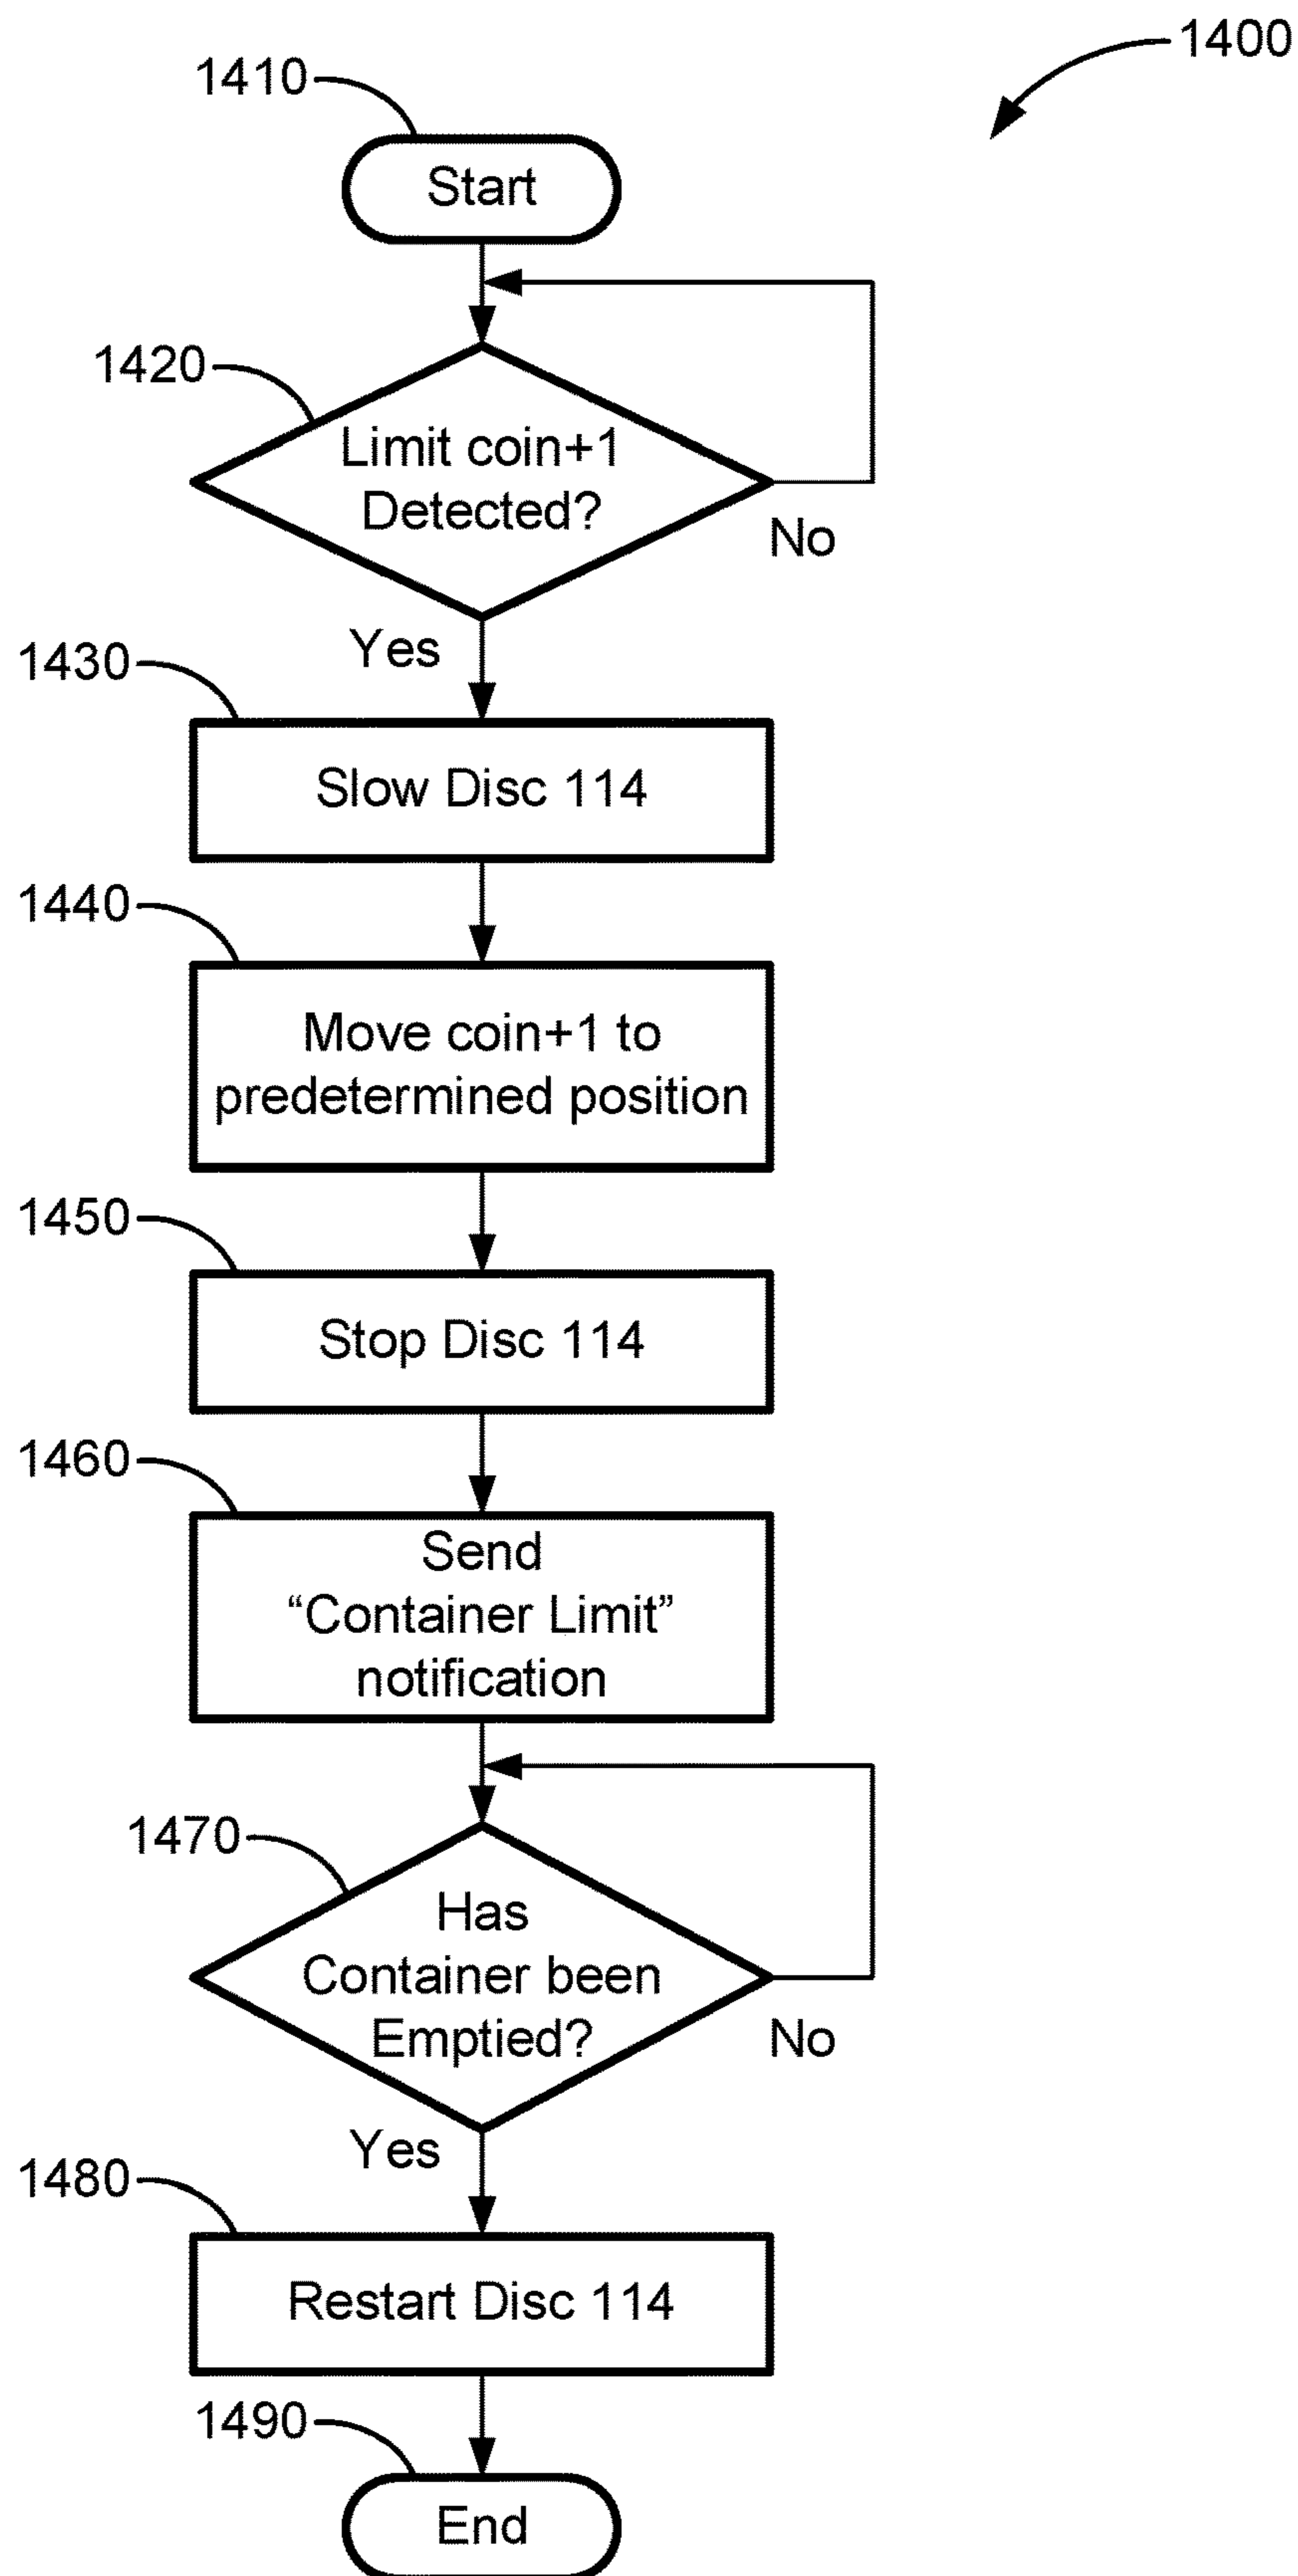 1400
1410
Start
1420
Limit coin+1
Detected?
No
Yes
1430
Slow Disc 114
1440
Move coin+1 to
predetermined position
1450
Stop Disc 114
1460
Send
“Container Limit”
notification
1470
Has
Container been
Emptied?
No
Yes
1480
Restart Disc 114
1490
End